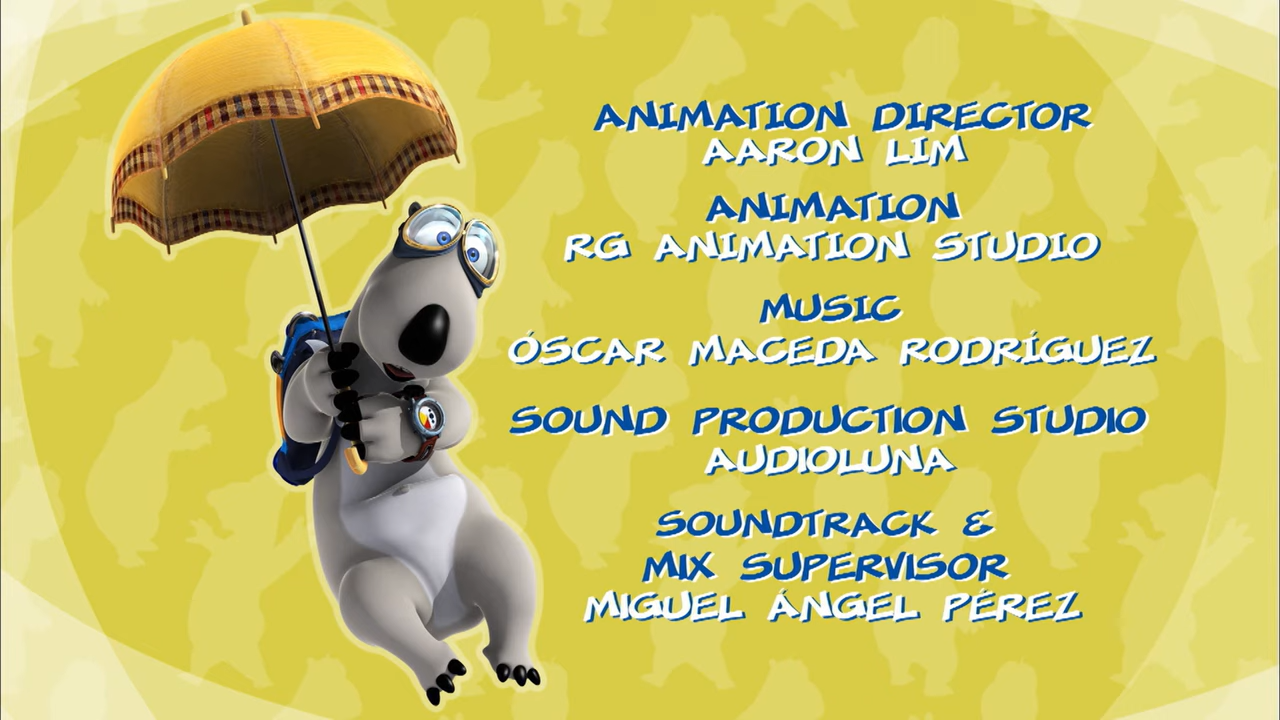 ANIMATION DIRECTOR
AARON LIM
ANIMATION
RG ANIMATION STUDIO
MUSIC
ÓSCAR MACEDA RODRÍGUEZ
SOUND PRODUCTION STUDIO
AUDIOLUNA
SOUNDTRACK &
MIX SUPERVISOR
MIGUEL ÁNGEL PÉREZ